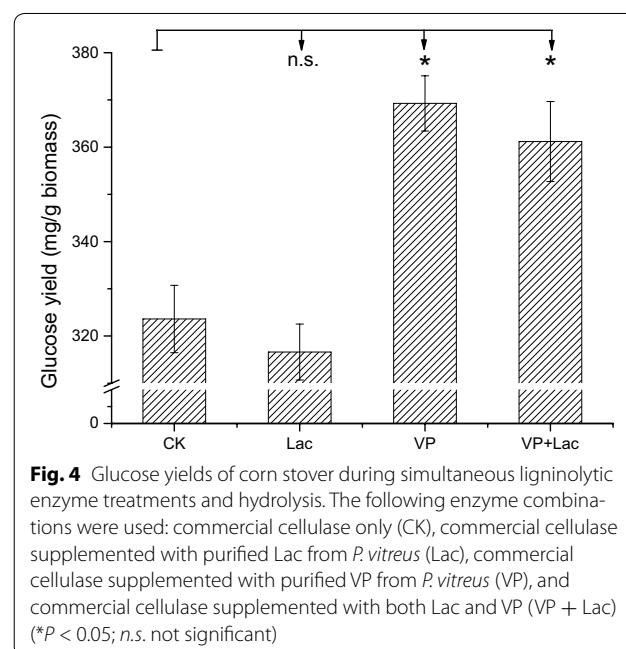 380
360
340
320
0
Glucose yield (mg/g biomass)
n.s.
*
*
CK
Lac
VP
VP+Lac
Fig. 4 Glucose yields of corn stover during simultaneous ligninolytic
enzyme treatments and hydrolysis. The following enzyme combina-
tions were used: commercial cellulase only (CK), commercial cellulase
supplemented with purified Lac from P. vitreus (Lac), commercial
cellulase supplemented with purified VP from P. vitreus (VP), and
commercial cellulase supplemented with both Lac and VP (VP + Lac)
(*P < 0.05; n.s. not significant)